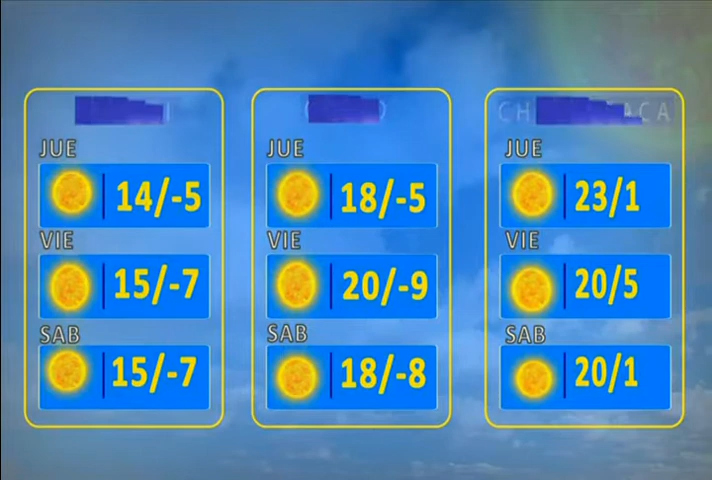 JUE
14/-5
VIE
15/-7
SAB
15/-7
JUE
18/-5
VIE
20/-9
SAB
18/-8
JUE
23/1
VIE
20/5
SAB
20/1